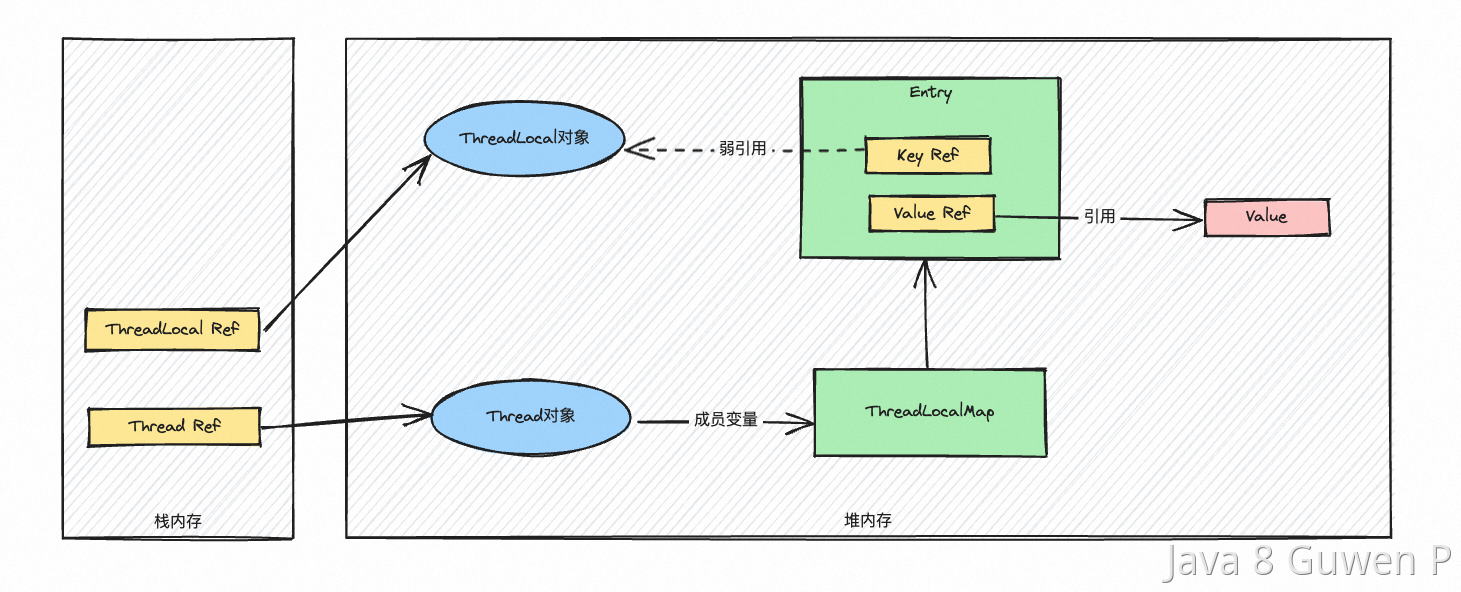 Entry
ThreadLocal对象
弱引用
Key Ref
Value Ref
引用
Value
ThreadLocal Ref
Thread Ref
Thread对象
成员变量
ThreadLocalMap
栈内存
堆内存
Java 8 Guwen P